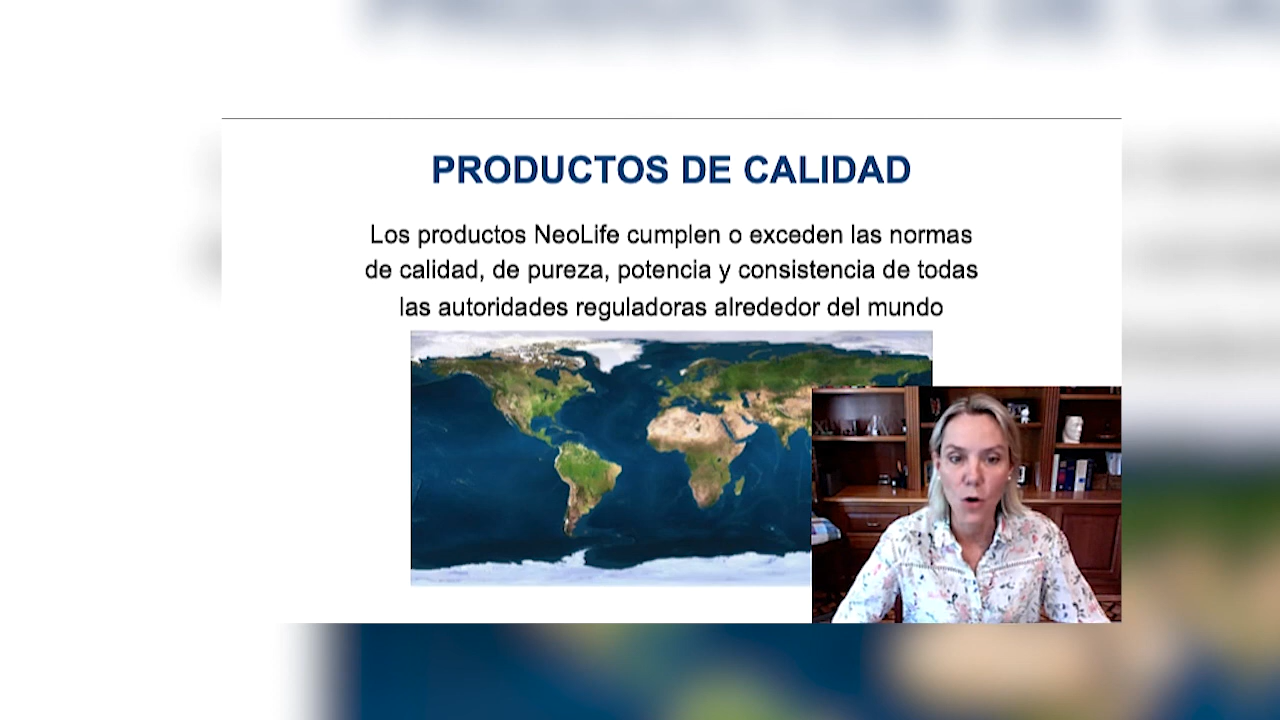 PRODUCTOS DE CALIDAD
Los productos NeoLife cumplen o exceden las normas
de calidad, de pureza, potencia y consistencia de todas
las autoridades reguladoras alrededor del mundo